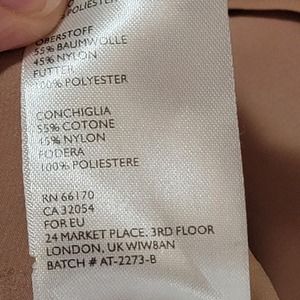 POLIESTER
OBERSTOFF
55% BAUMWOLLE
45% NYLON
FUTTER
100% POLYESTER
CONCHIGLIA
55% COTONE
45% NYLON
FODERA
100% POLIESTERE
RN 66170
CA 32054
FOR EU
24 MARKET PLACE, 3RD FLOOR
LONDON, UK WIW8AN
BATCH # AT-2273-B